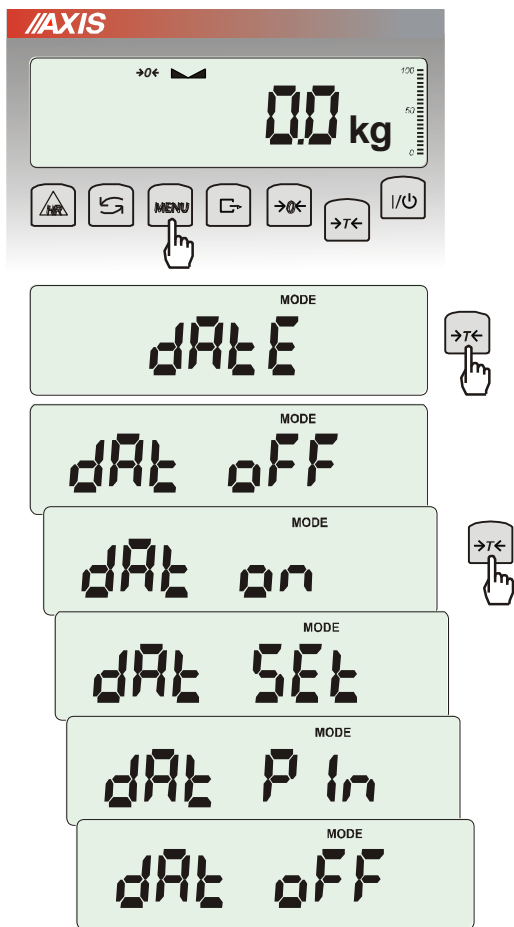 AXIS
→0← 100
50
0.0 kg
0
HR MENU →0← →T← I/⏻
MODE
dAtE
→T←
MODE
dAt oFF
MODE
dAt on
→T←
MODE
dAt SEt
MODE
dAt PIn
MODE
dAt oFF